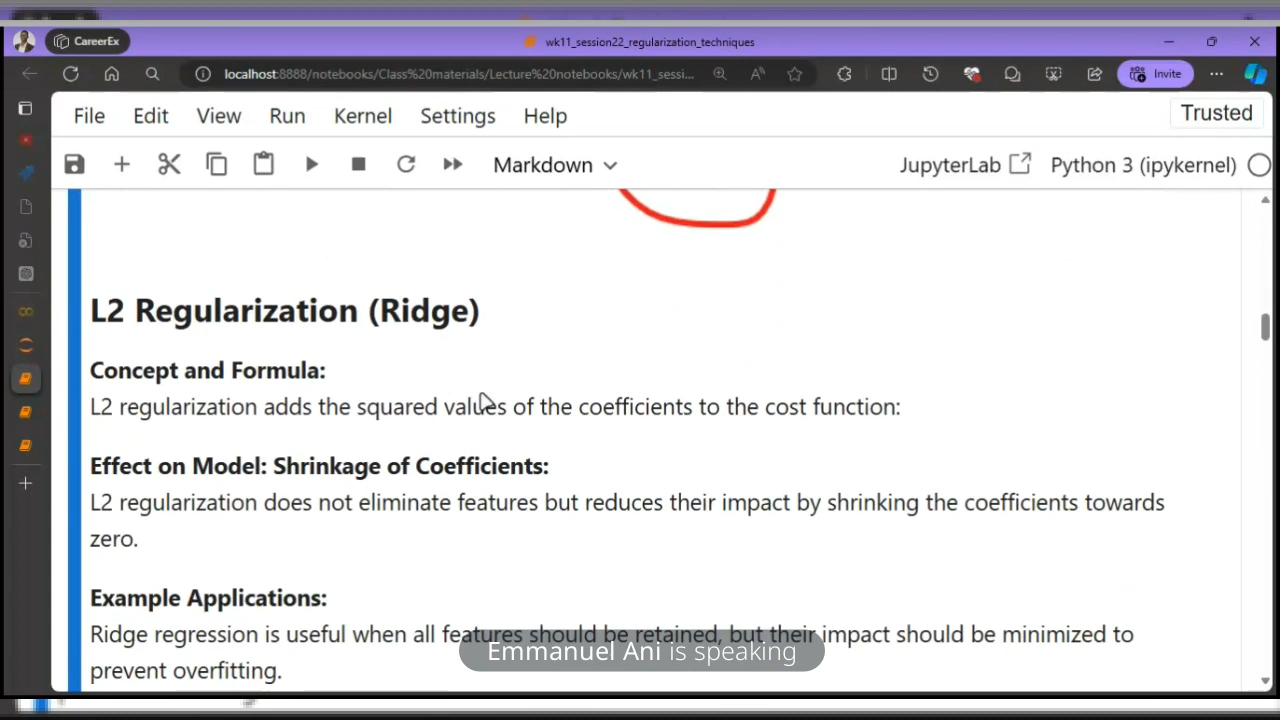 CareerEx
wk11_session22_regularization_techniques
localhost:8888/notebooks/Class%20materials/Lecture%20notebooks/wk11_sessi...
Invite
File Edit View Run Kernel Settings Help
Trusted
Markdown
JupyterLab
Python 3 (ipykernel)
L2 Regularization (Ridge)
Concept and Formula:
L2 regularization adds the squared values of the coefficients to the cost function:
Effect on Model: Shrinkage of Coefficients:
L2 regularization does not eliminate features but reduces their impact by shrinking the coefficients towards
zero.
Example Applications:
Ridge regression is useful when all features should be retained, but their impact should be minimized to
Emmanuel Ani is speaking
prevent overfitting.